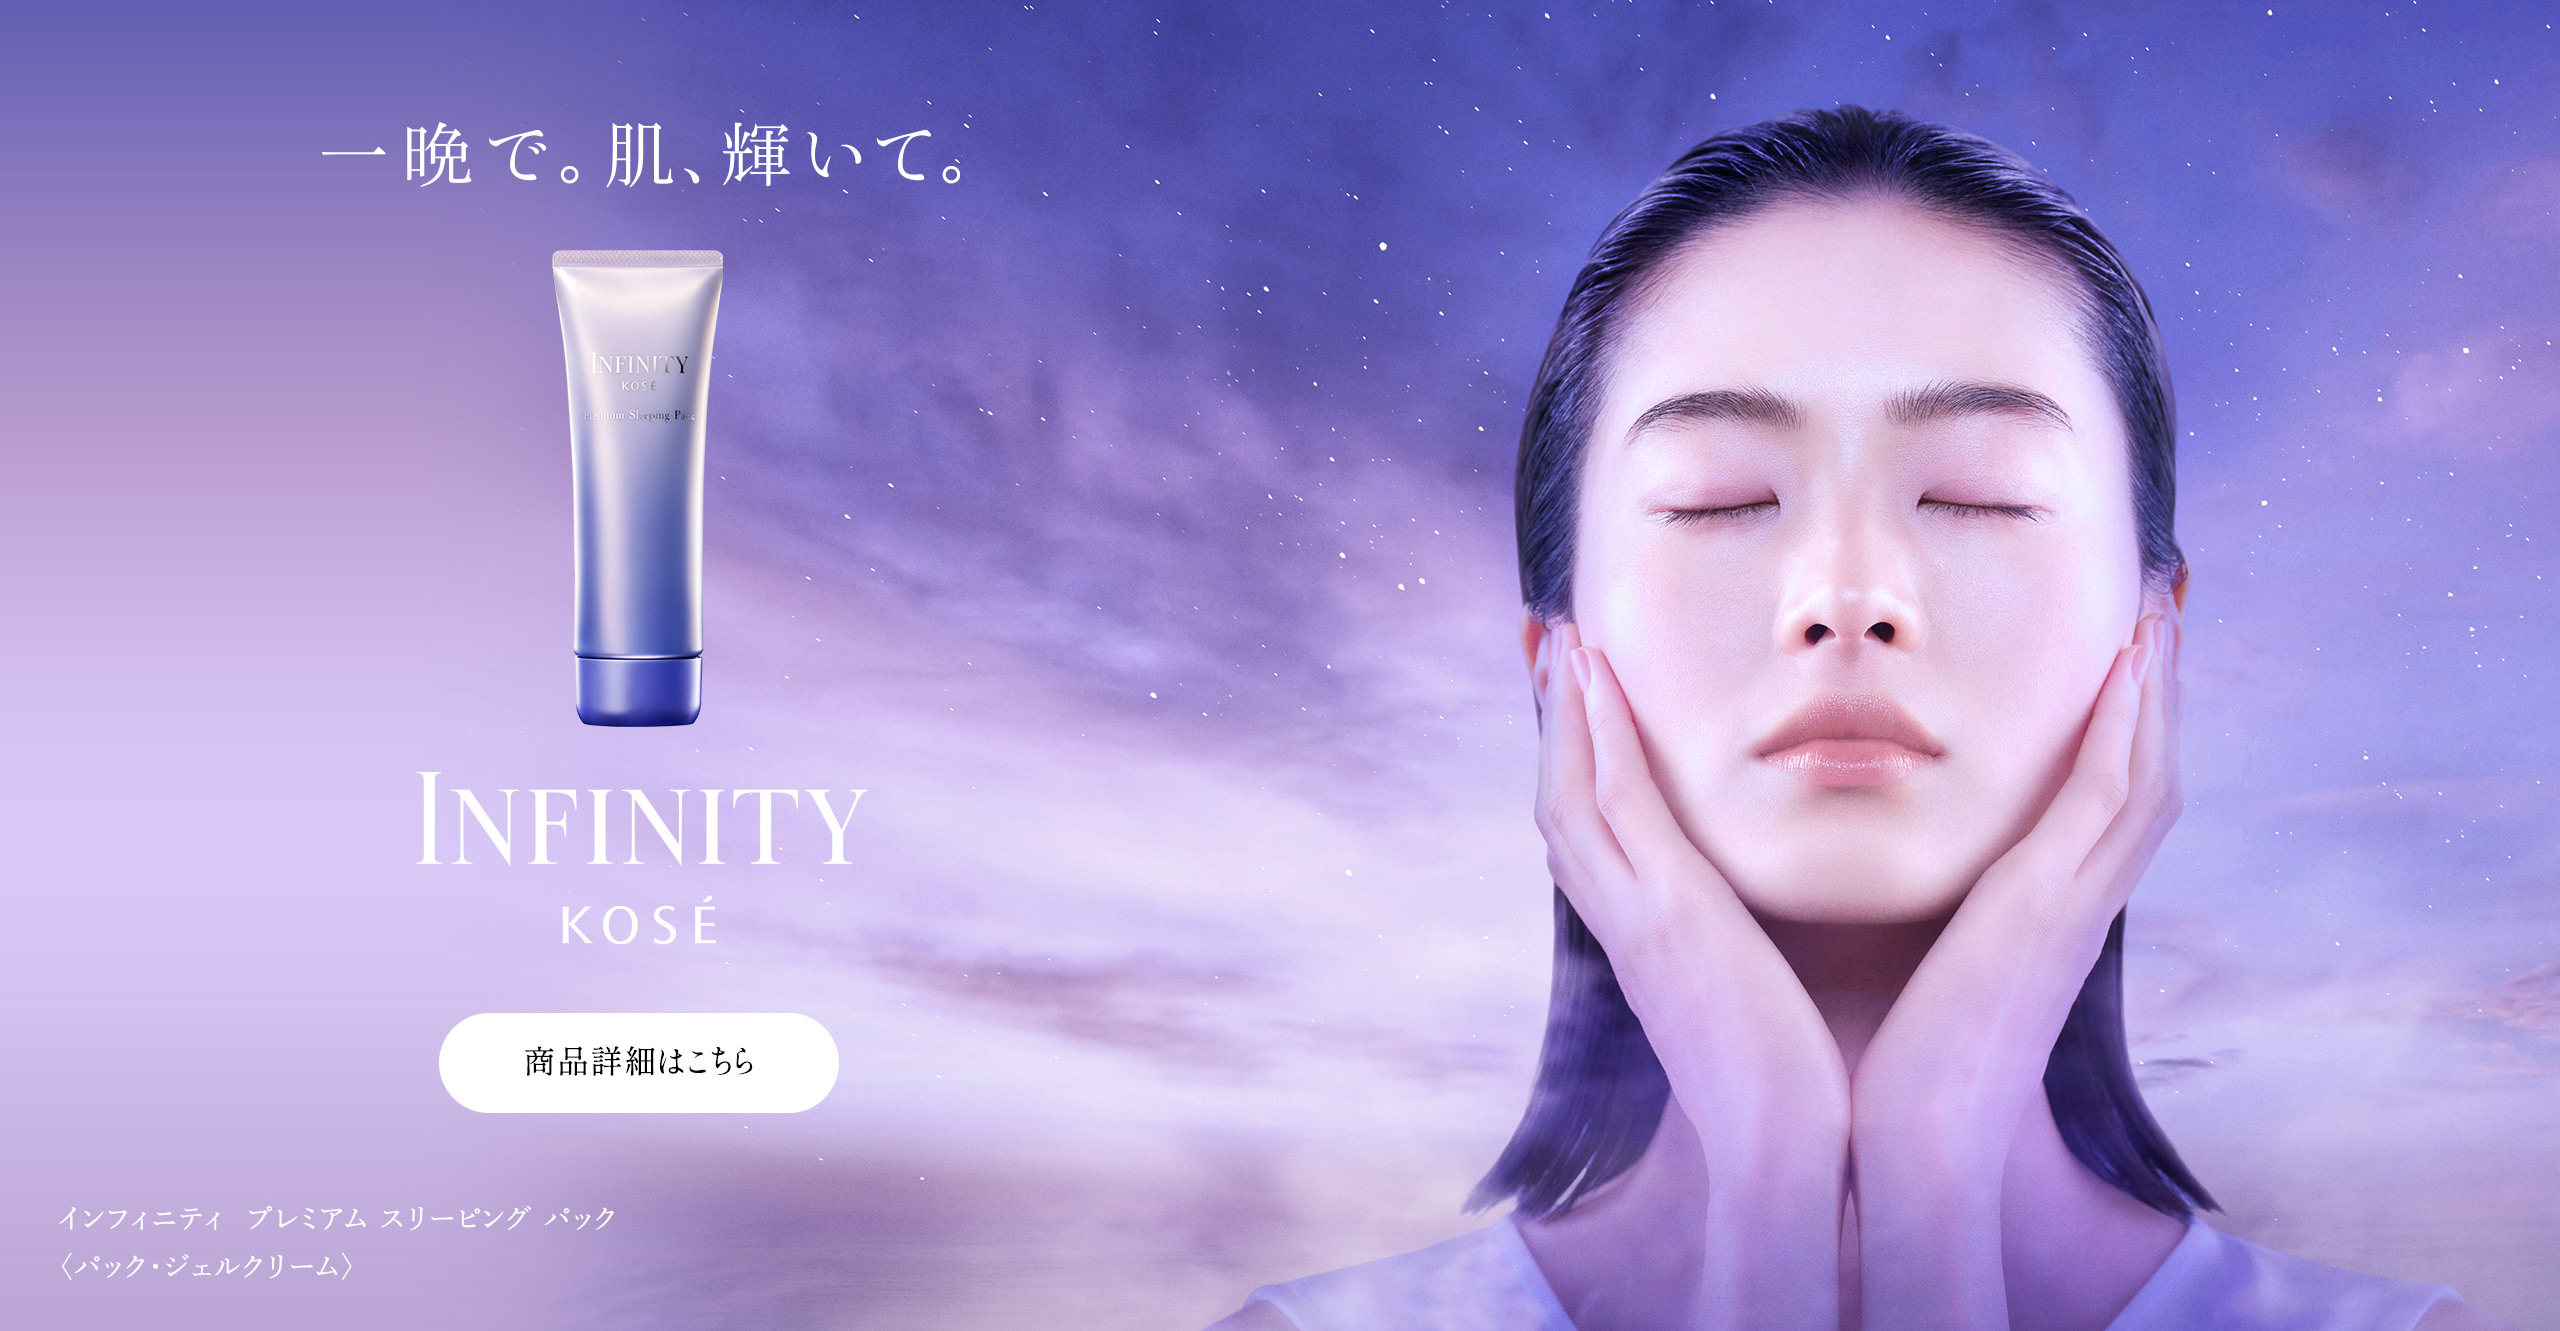 一晩で。肌、輝いて。
INFINITY
KOSÉ
Premium Sleeping Pack
INFINITY
KOSÉ
商品詳細はこちら
インフィニティ プレミアム スリーピング パック
〈パック・ジェルクリーム〉